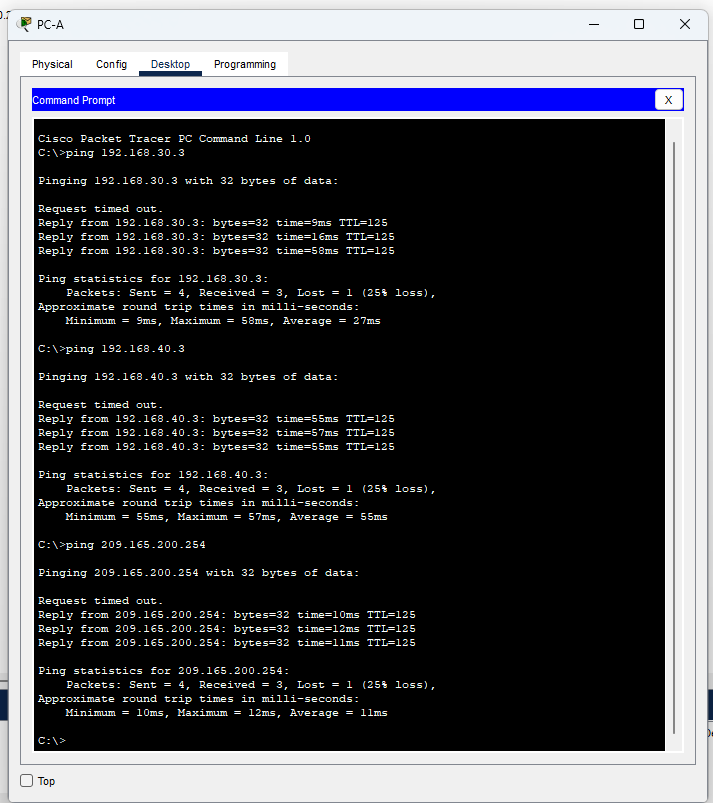 PC-A
Physical Config Desktop Programming
Command Prompt
X
Cisco Packet Tracer PC Command Line 1.0
C:\>ping 192.168.30.3
Pinging 192.168.30.3 with 32 bytes of data:
Request timed out.
Reply from 192.168.30.3: bytes=32 time=9ms TTL=125
Reply from 192.168.30.3: bytes=32 time=16ms TTL=125
Reply from 192.168.30.3: bytes=32 time=58ms TTL=125
Ping statistics for 192.168.30.3:
Packets: Sent = 4, Received = 3, Lost = 1 (25% loss),
Approximate round trip times in milli-seconds:
Minimum = 9ms, Maximum = 58ms, Average = 27ms
C:\>ping 192.168.40.3
Pinging 192.168.40.3 with 32 bytes of data:
Request timed out.
Reply from 192.168.40.3: bytes=32 time=55ms TTL=125
Reply from 192.168.40.3: bytes=32 time=57ms TTL=125
Reply from 192.168.40.3: bytes=32 time=55ms TTL=125
Ping statistics for 192.168.40.3:
Packets: Sent = 4, Received = 3, Lost = 1 (25% loss),
Approximate round trip times in milli-seconds:
Minimum = 55ms, Maximum = 57ms, Average = 55ms
C:\>ping 209.165.200.254
Pinging 209.165.200.254 with 32 bytes of data:
Request timed out.
Reply from 209.165.200.254: bytes=32 time=10ms TTL=125
Reply from 209.165.200.254: bytes=32 time=12ms TTL=125
Reply from 209.165.200.254: bytes=32 time=11ms TTL=125
Ping statistics for 209.165.200.254:
Packets: Sent = 4, Received = 3, Lost = 1 (25% loss),
Approximate round trip times in milli-seconds:
Minimum = 10ms, Maximum = 12ms, Average = 11ms
C:\>
Top